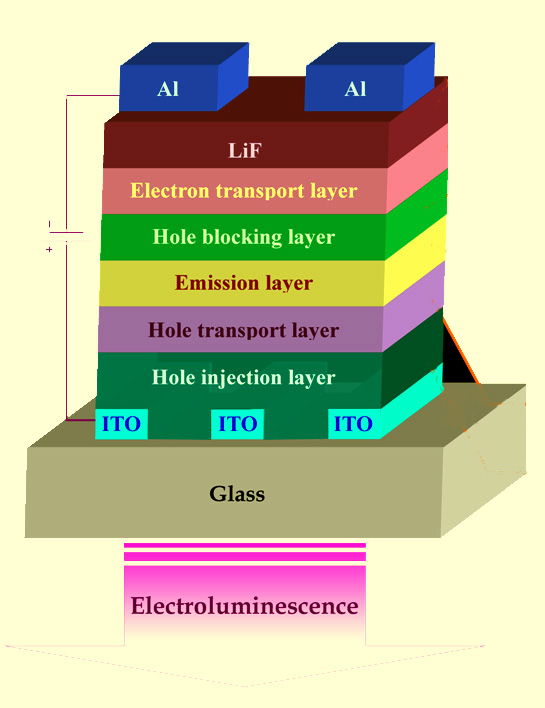 Al
Al
LiF
Electron transport layer
Hole blocking layer
Emission layer
Hole transport layer
Hole injection layer
ITO
ITO
ITO
Glass
Electroluminescence